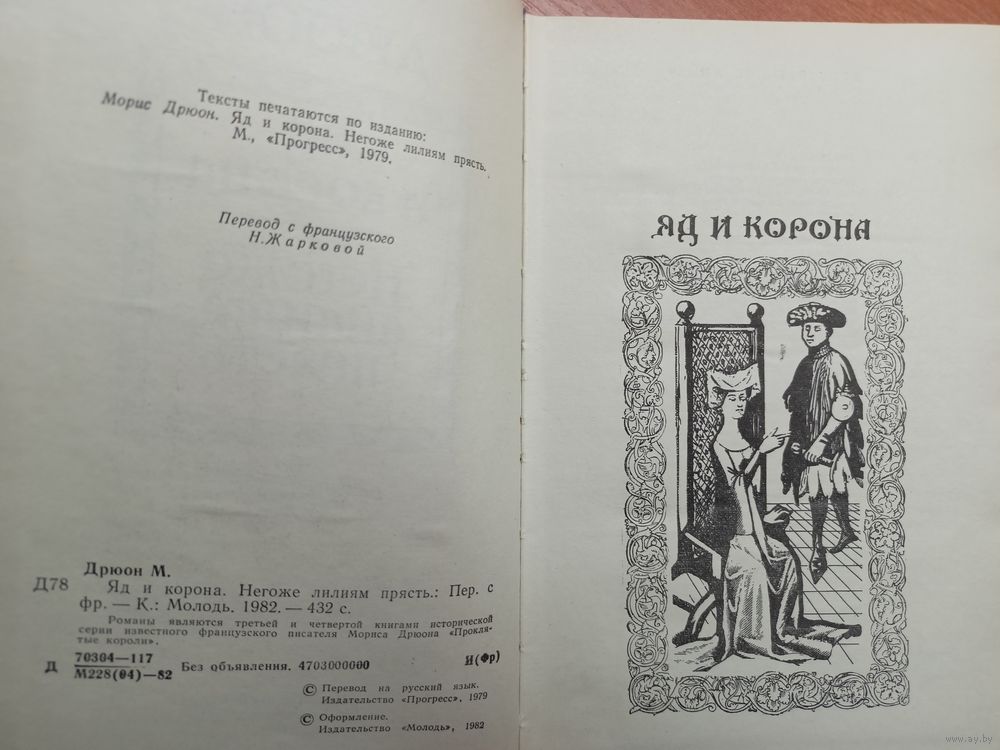 Тексты печатаются по изданию:
Морис Дрюон. Яд и корона. Негоже лилиям прясть.
М., «Прогресс», 1979.
Перевод с французского
Н.Жарковой
Дрюон М.
Д78 Яд и корона. Негоже лилиям прясть.: Пер. с
фр. — К.: Молодь. 1982. — 432 с.
Романы являются третьей и четвертой книгами исторической
серии известного французского писателя Мориса Дрюона «Прокля-
тые короли».
Д 70304—117
М228(04)—82 Без объявления. 4703000000 И(Фр)
© Перевод на русский язык.
Издательство «Прогресс», 1979
© Оформление.
Издательство «Молодь», 1982
ЯД И КОРОНА
www.ay.by